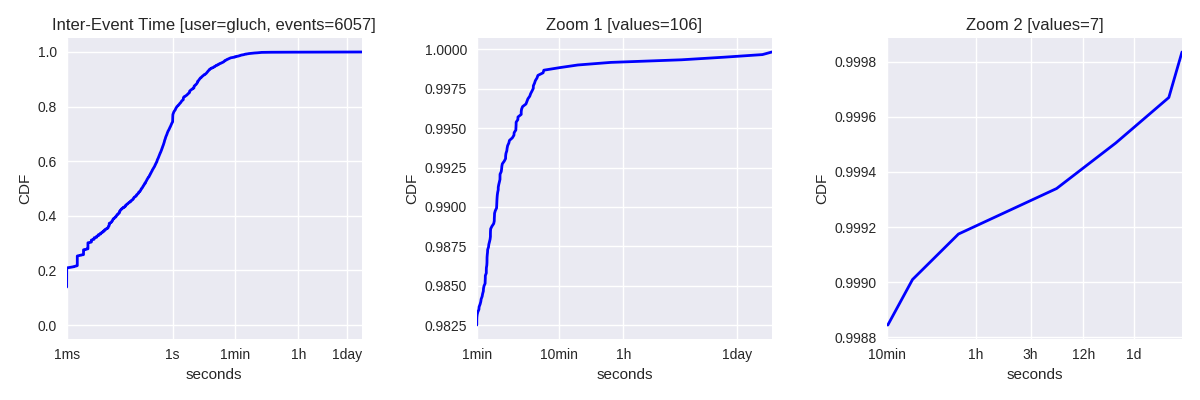 Inter-Event Time [user=gluch, events=6057]
CDF
1.0
0.8
0.6
0.4
0.2
0.0
1ms
1s
1min
1h
1day
seconds
Zoom 1 [values=106]
CDF
1.0000
0.9975
0.9950
0.9925
0.9900
0.9875
0.9850
0.9825
1min
10min
1h
1day
seconds
Zoom 2 [values=7]
CDF
0.9998
0.9996
0.9994
0.9992
0.9990
0.9988
10min
1h
3h
12h
1d
seconds